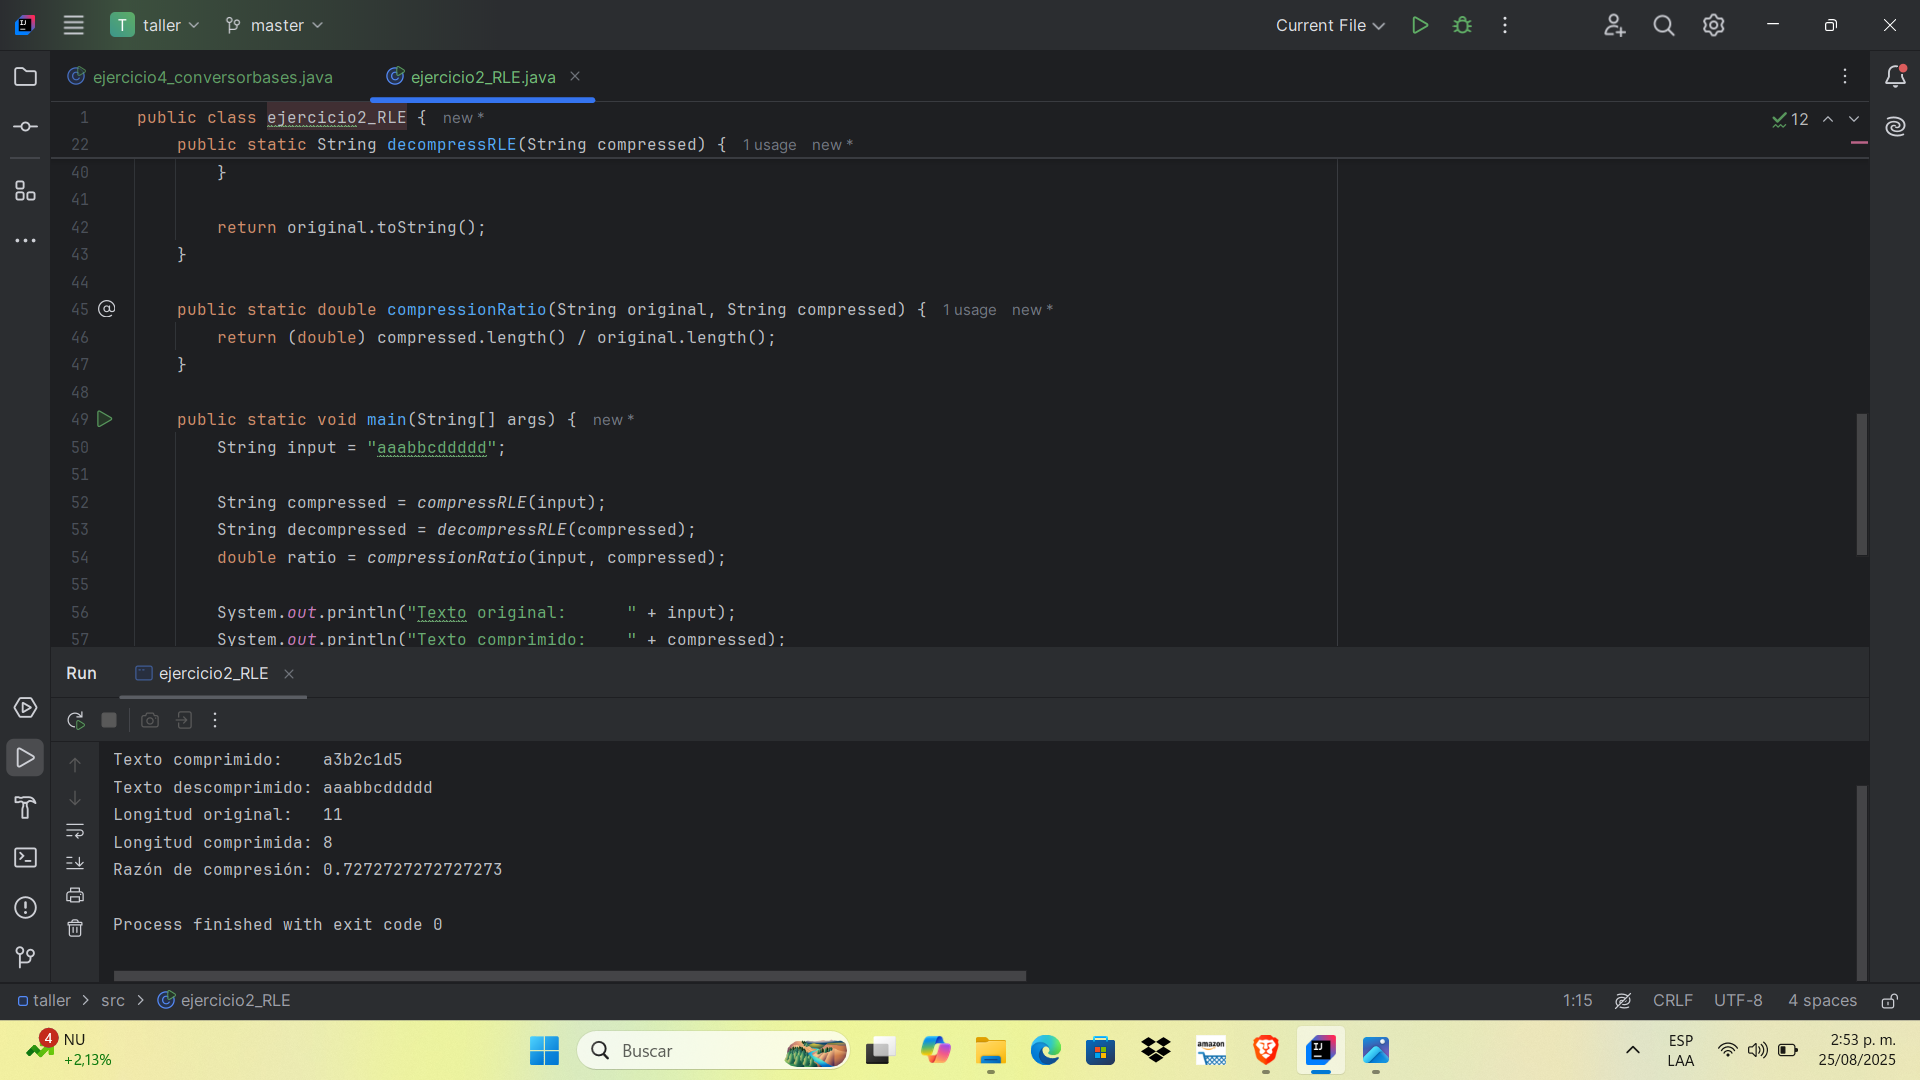 T taller master Current File
ejercicio4_conversorbases.java ejercicio2_RLE.java
1 public class ejercicio2_RLE { new *
12
22 public static String decompressRLE(String compressed) { 1 usage new *
40 }
41
42 return original.toString();
43 }
44
45 public static double compressionRatio(String original, String compressed) { 1 usage new *
46 return (double) compressed.length() / original.length();
47 }
48
49 public static void main(String[] args) { new *
50 String input = "aaabbcddddd";
51
52 String compressed = compressRLE(input);
53 String decompressed = decompressRLE(compressed);
54 double ratio = compressionRatio(input, compressed);
55
56 System.out.println("Texto original:      " + input);
57 System.out.println("Texto comprimido:    " + compressed);
Run ejercicio2_RLE
Texto comprimido:    a3b2c1d5
Texto descomprimido: aaabbcddddd
Longitud original:   11
Longitud comprimida: 8
Razón de compresión: 0.7272727272727273
Process finished with exit code 0
taller > src > ejercicio2_RLE 1:15 CRLF UTF-8 4 spaces
4 NU
+2,13%
Buscar
amazon
IJ
ESP
LAA
2:53 p. m.
25/08/2025